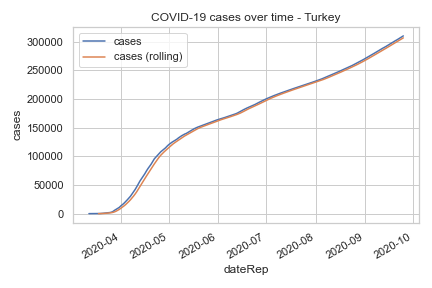 COVID-19 cases over time - Turkey
cases
cases (rolling)
300000
250000
200000
150000
100000
50000
0
cases
2020-04
2020-05
2020-06
2020-07
2020-08
2020-09
2020-10
dateRep